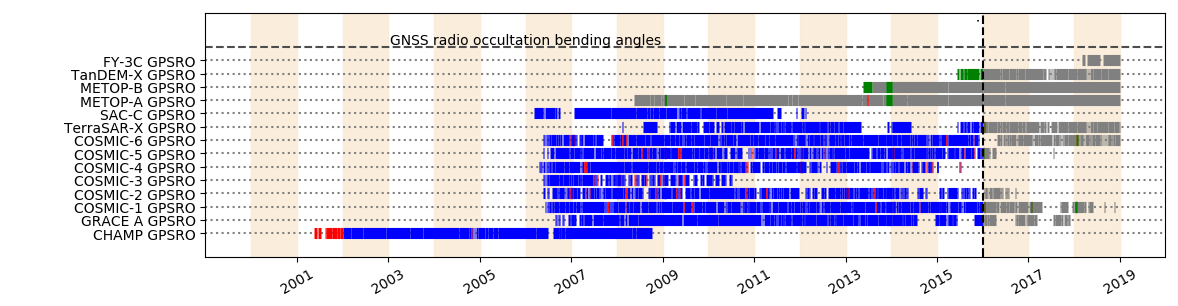 GNSS radio occultation bending angles
FY-3C GPSRO
TanDEM-X GPSRO
METOP-B GPSRO
METOP-A GPSRO
SAC-C GPSRO
TerraSAR-X GPSRO
COSMIC-6 GPSRO
COSMIC-5 GPSRO
COSMIC-4 GPSRO
COSMIC-3 GPSRO
COSMIC-2 GPSRO
COSMIC-1 GPSRO
GRACE A GPSRO
CHAMP GPSRO
2001 2003 2005 2007 2009 2011 2013 2015 2017 2019